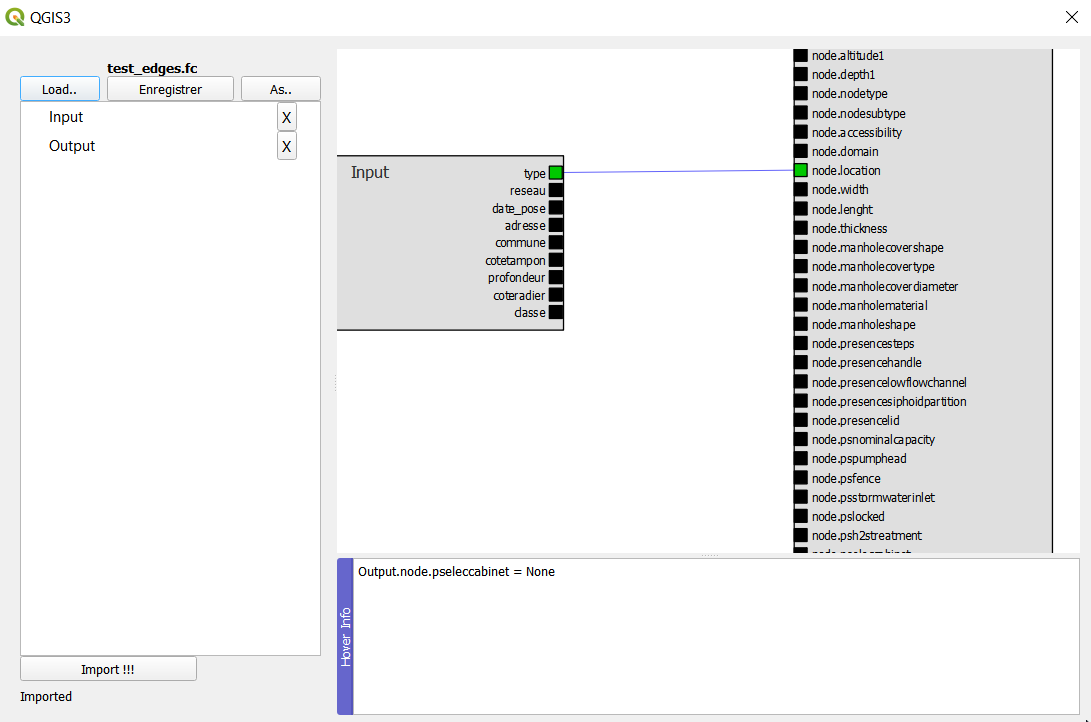 QGIS3
test_edges.fc
Load..
Enregistrer
As..
Input
X
Output
X
Import !!!
Imported
Input
type
reseau
date_pose
adresse
commune
cotetampon
profondeur
coteradier
classe
node.altitude1
node.depth1
node.nodetype
node.nodesubtype
node.accessibility
node.domain
node.location
node.width
node.lenght
node.thickness
node.manholecovershape
node.manholecovertype
node.manholecoverdiameter
node.manholematerial
node.manholeshape
node.presencesteps
node.presencehandle
node.presencelowflowchannel
node.presencesiphoidpartition
node.presencelid
node.psnominalcapacity
node.pspumphead
node.psfence
node.psstormwaterinlet
node.pslocked
node.psh2streatment
Hover Info
Output.node.pseleccabinet = None